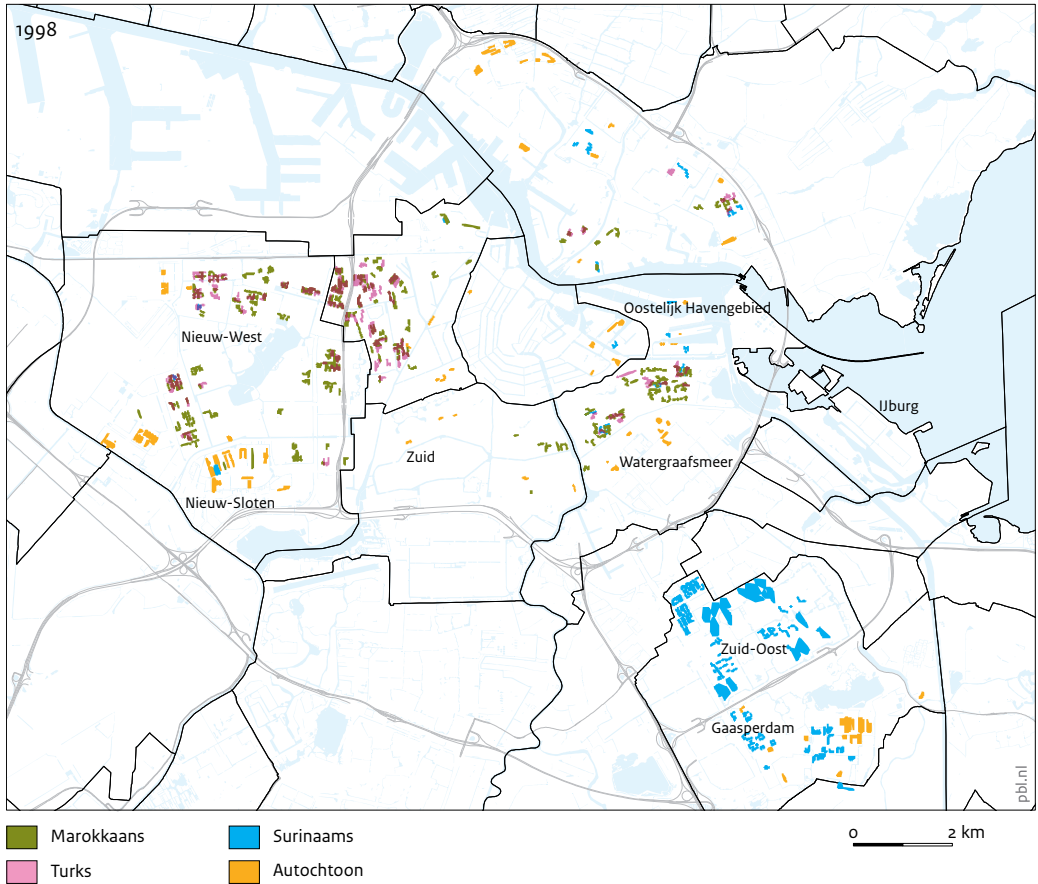 1998
Oostelijk Havengebied
Nieuw-West
IJburg
Zuid
Watergraafsmeer
Nieuw-Sloten
Zuid-Oost
Gaasperdam
pbl.nl
Marokkaans
Surinaams
0 2 km
Turks
Autochtoon